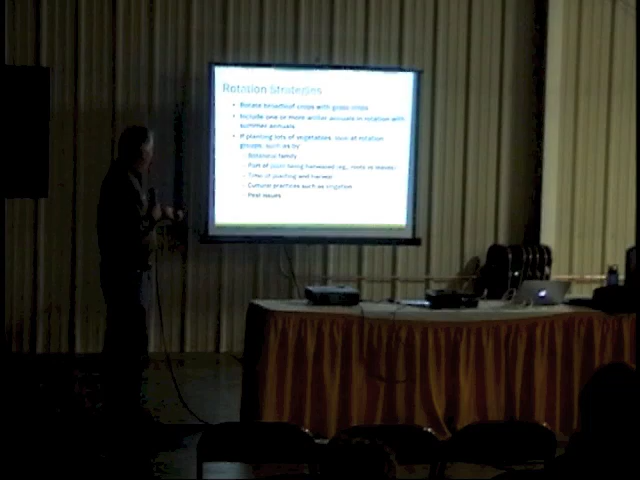 Rotation Strategies
• Rotate broadleaf crops with grass crops
• Include one or more winter annuals in rotation with
summer annuals
• If planting lots of vegetables, look at rotation
groups, such as by
– Botanical family
– Part of plant being harvested (eg., roots vs leaves)
– Time of planting and harvest
– Cultural practices such as irrigation
– Pest issues